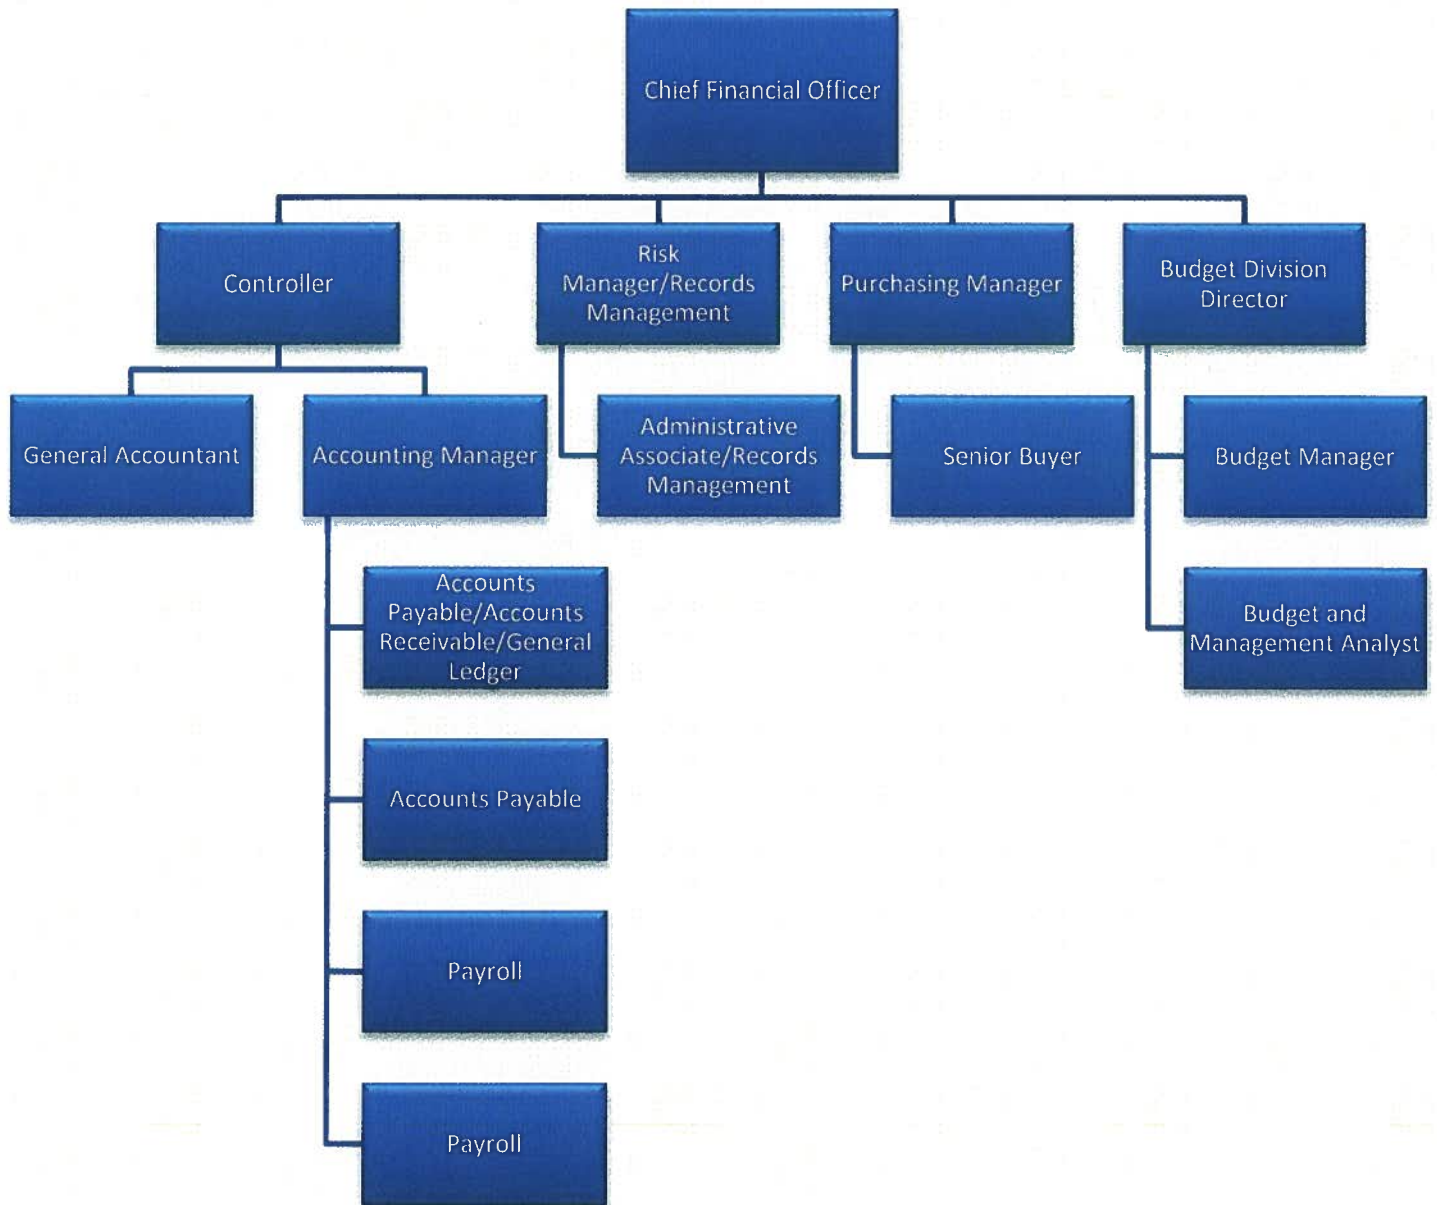 Chief Financial Officer
Controller
Risk
Manager/Records
Management
Purchasing Manager
Budget Division
Director
General Accountant
Accounting Manager
Administrative
Associate/Records
Management
Senior Buyer
Budget Manager
Accounts
Payable/Accounts
Receivable/General
Ledger
Budget and
Management Analyst
Accounts Payable
Payroll
Payroll